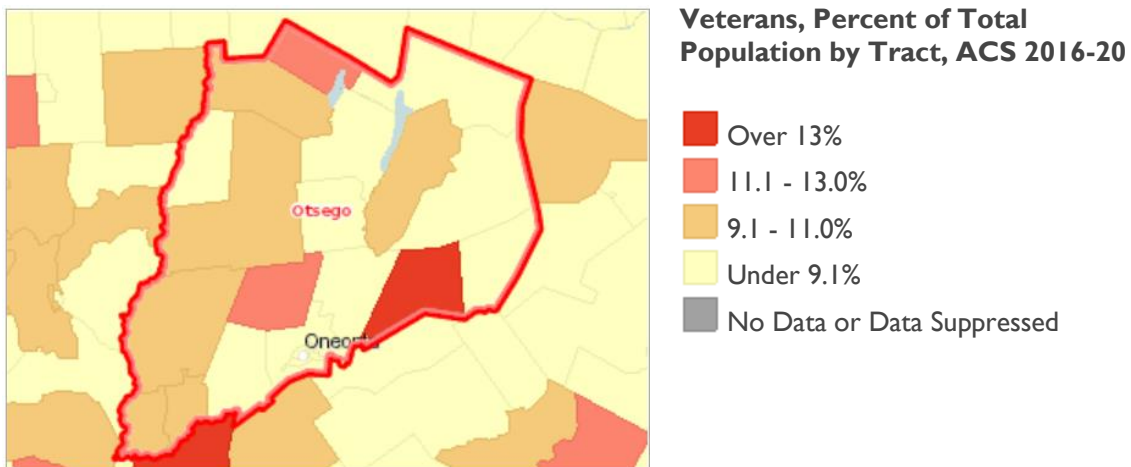 Veterans, Percent of Total
Population by Tract, ACS 2016-20
Over 13%
11.1 - 13.0%
9.1 - 11.0%
Under 9.1%
No Data or Data Suppressed
Otsego
Oneonta